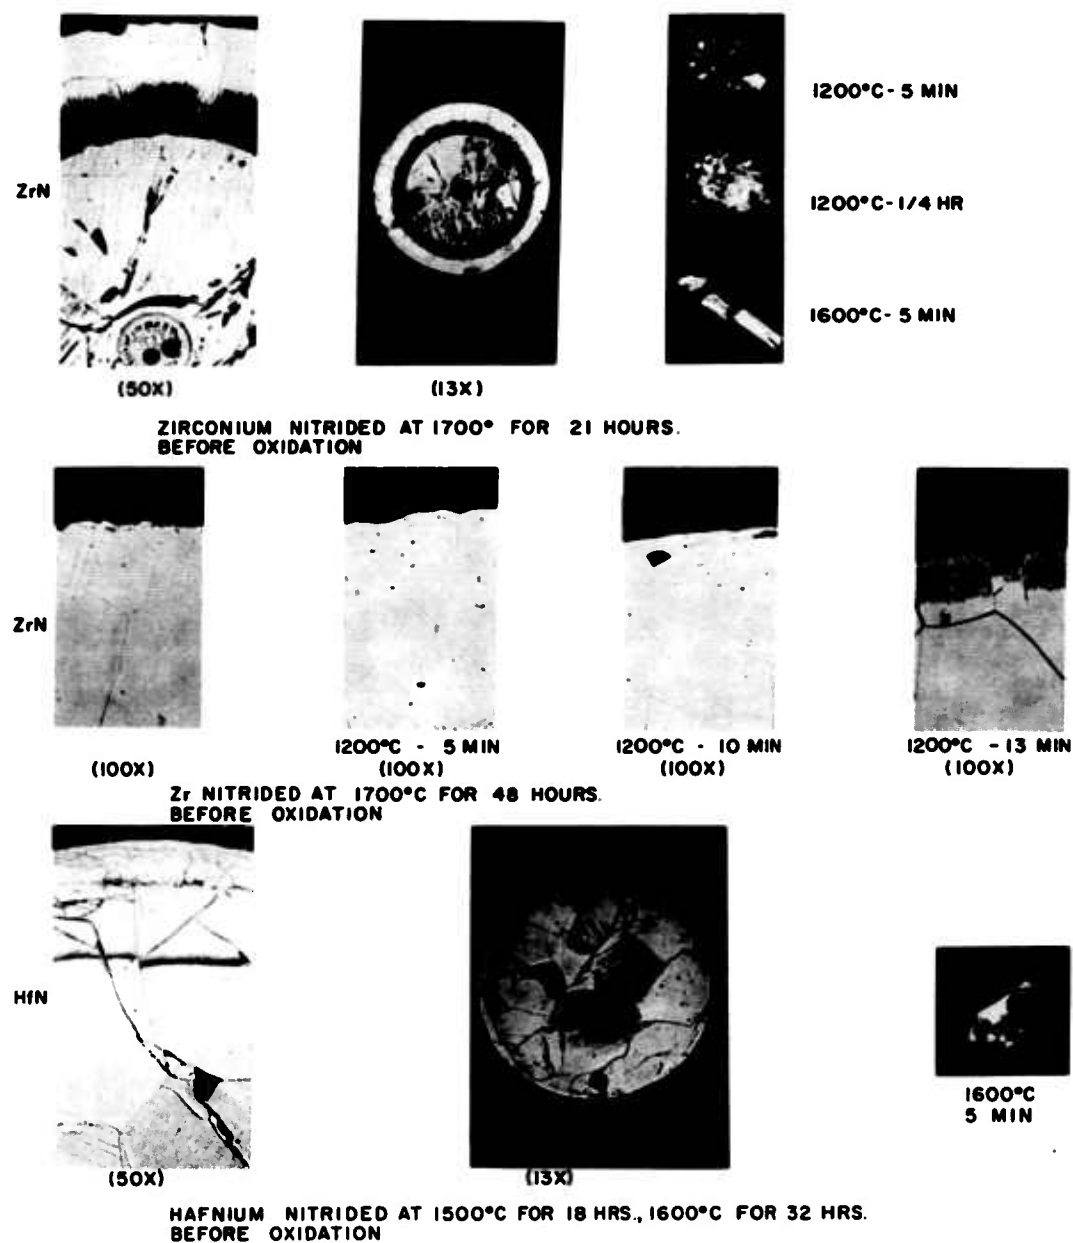 1200°C- 5 MIN
ZrN
1200°C-1/4 HR
1600°C- 5 MIN
(50X)
(13X)
ZIRCONIUM NITRIDED AT 1700° FOR 21 HOURS.
BEFORE OXIDATION
ZrN
1200°C - 5 MIN
1200°C - 10 MIN
1200°C - 13 MIN
(100X)
(100X)
(100X)
(100X)
Zr NITRIDED AT 1700°C FOR 48 HOURS.
BEFORE OXIDATION
HfN
1600°C
5 MIN
(50X)
(13X)
HAFNIUM NITRIDED AT 1500°C FOR 18 HRS., 1600°C FOR 32 HRS.
BEFORE OXIDATION